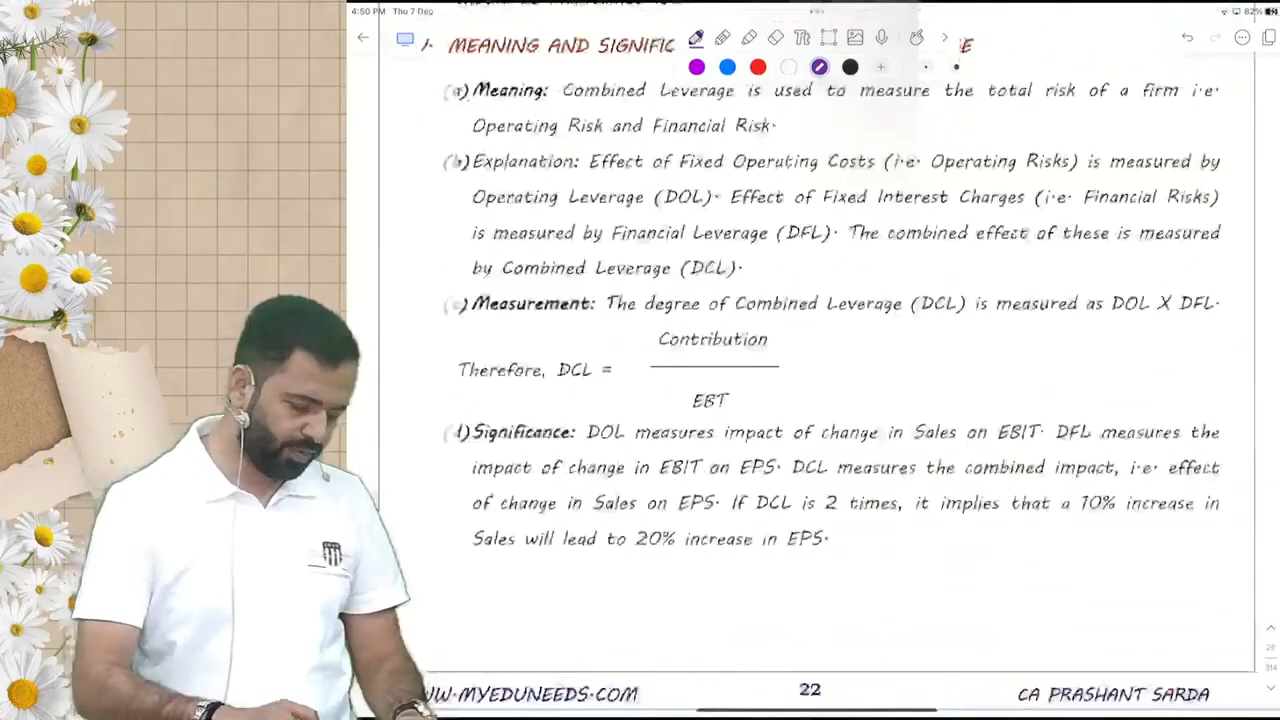 4:50 PM Thu 7 Dec
82%
1. MEANING AND SIGNIFIC E
(a) Meaning: Combined Leverage is used to measure the total risk of a firm i.e.
Operating Risk and Financial Risk.
(b) Explanation: Effect of Fixed Operating Costs (i.e. Operating Risks) is measured by
Operating Leverage (DOL). Effect of Fixed Interest Charges (i.e. Financial Risks)
is measured by Financial Leverage (DFL). The combined effect of these is measured
by Combined Leverage (DCL).
(c) Measurement: The degree of Combined Leverage (DCL) is measured as DOL X DFL.
Contribution
Therefore, DCL =
EBT
(d) Significance: DOL measures impact of change in Sales on EBIT. DFL measures the
impact of change in EBIT on EPS. DCL measures the combined impact, i.e. effect
of change in Sales on EPS. If DCL is 2 times, it implies that a 10% increase in
Sales will lead to 20% increase in EPS.
28
314
WW.MYEDUNEEDS.COM 22 CA PRASHANT SARDA